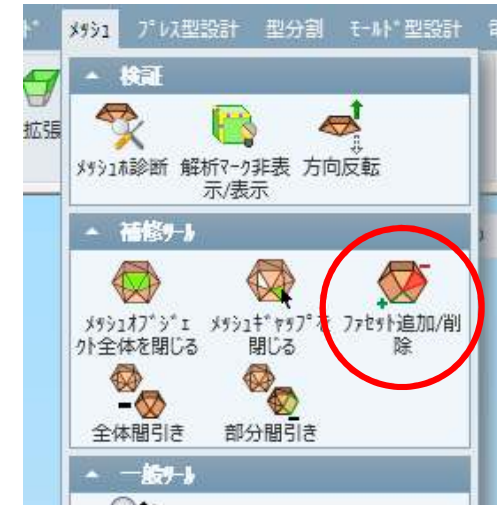 ﾒｯｼｭ ﾌﾟﾚｽ型設計 型分割 ﾓｰﾙﾄﾞ型設計
拡張
検証
ﾒｯｼｭ診断 解析ﾏｰｸ非表 方向反転
示/表示
補修ﾂｰﾙ
ﾒｯｼｭｵﾌﾞｼﾞｪ ﾒｯｼｭｷﾞｬｯﾌﾟを ﾌｧｾｯﾄ追加/削
ｸﾄ全体を閉じる 閉じる 除
全体間引き 部分間引き
一般ﾂｰﾙ